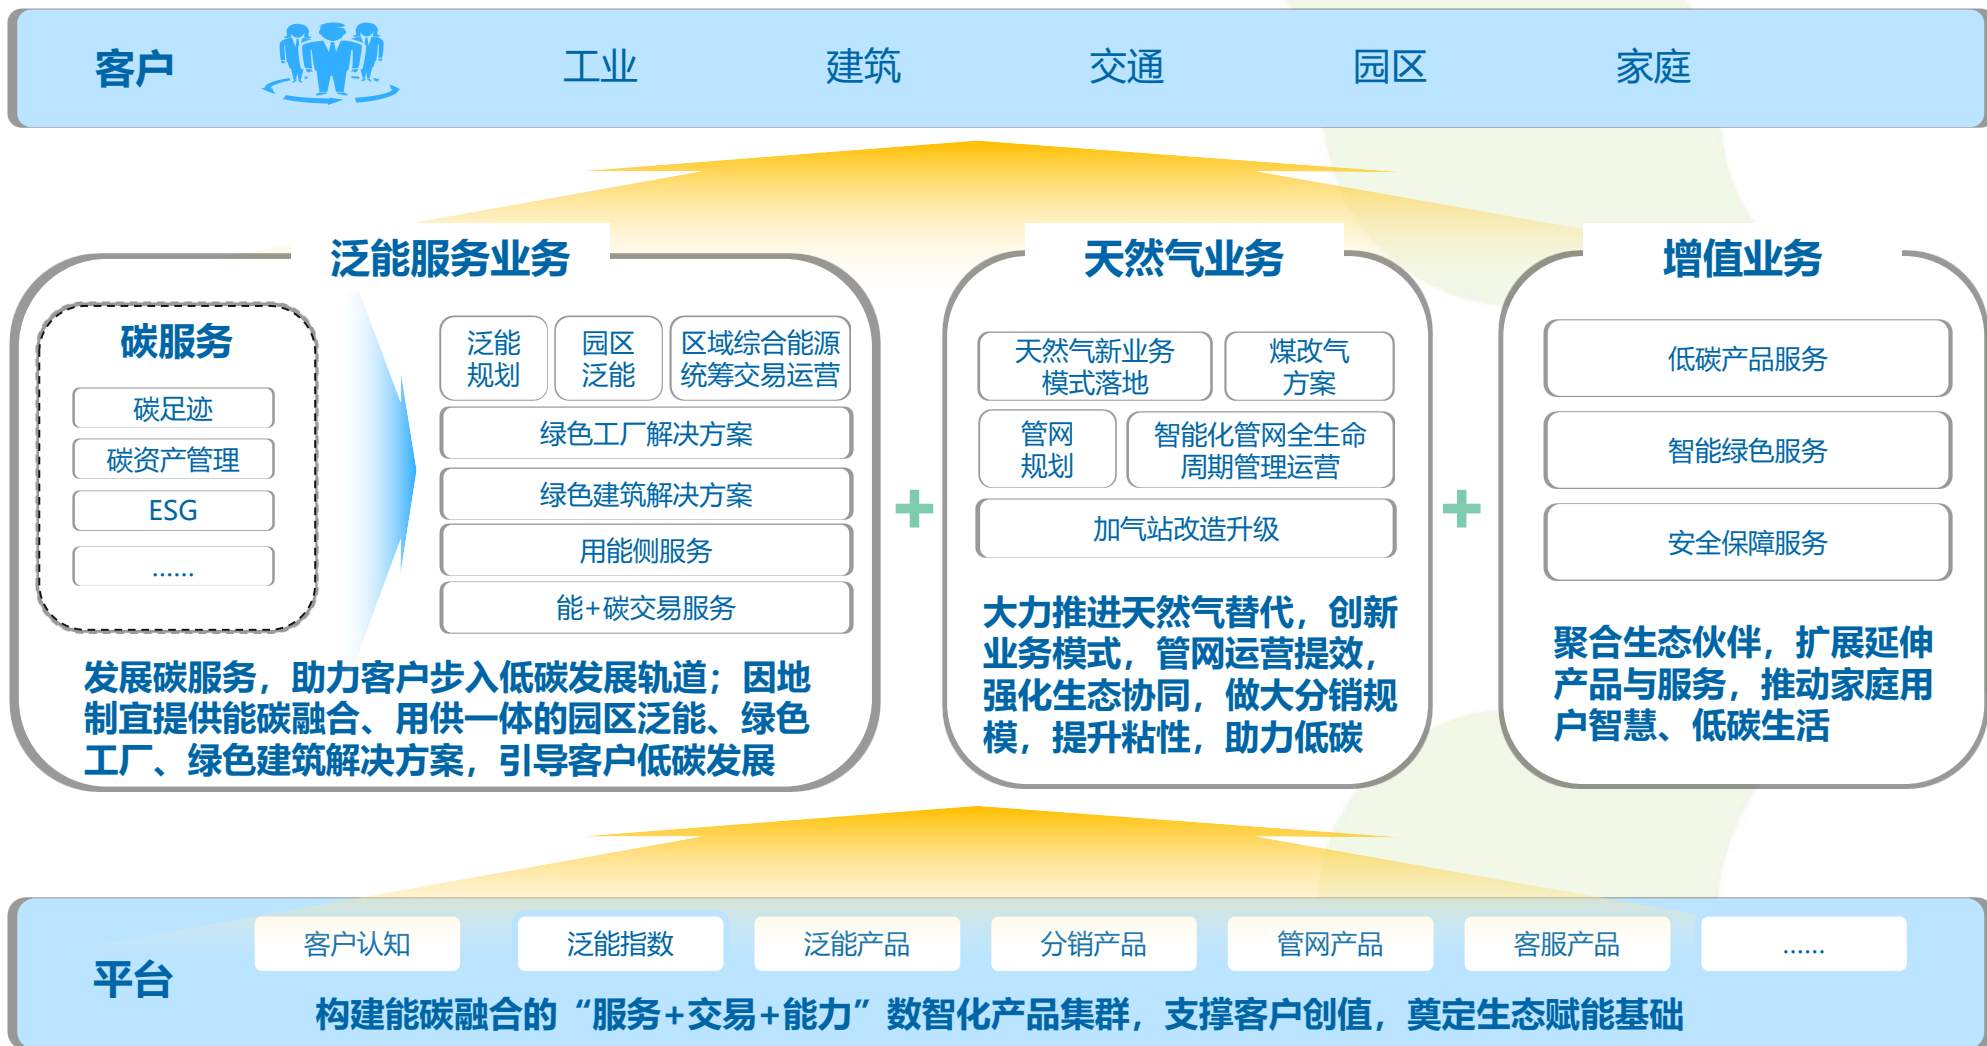 客户
工业
建筑
交通
园区
家庭
泛能服务业务
碳服务
碳足迹
碳资产管理
ESG
......
泛能
规划
园区
泛能
区域综合能源
统筹交易运营
绿色工厂解决方案
绿色建筑解决方案
用能侧服务
能+碳交易服务
发展碳服务，助力客户步入低碳发展轨道；因地
制宜提供能碳融合、用供一体的园区泛能、绿色
工厂、绿色建筑解决方案，引导客户低碳发展
+
天然气业务
天然气新业务
模式落地
煤改气
方案
管网
规划
智能化管网全生命
周期管理运营
加气站改造升级
大力推进天然气替代，创新
业务模式，管网运营提效，
强化生态协同，做大分销规
模，提升粘性，助力低碳
+
增值业务
低碳产品服务
智能绿色服务
安全保障服务
聚合生态伙伴，扩展延伸
产品与服务，推动家庭用
户智慧、低碳生活
平台
客户认知
泛能指数
泛能产品
分销产品
管网产品
客服产品
......
构建能碳融合的“服务+交易+能力”数智化产品集群，支撑客户创值，奠定生态赋能基础